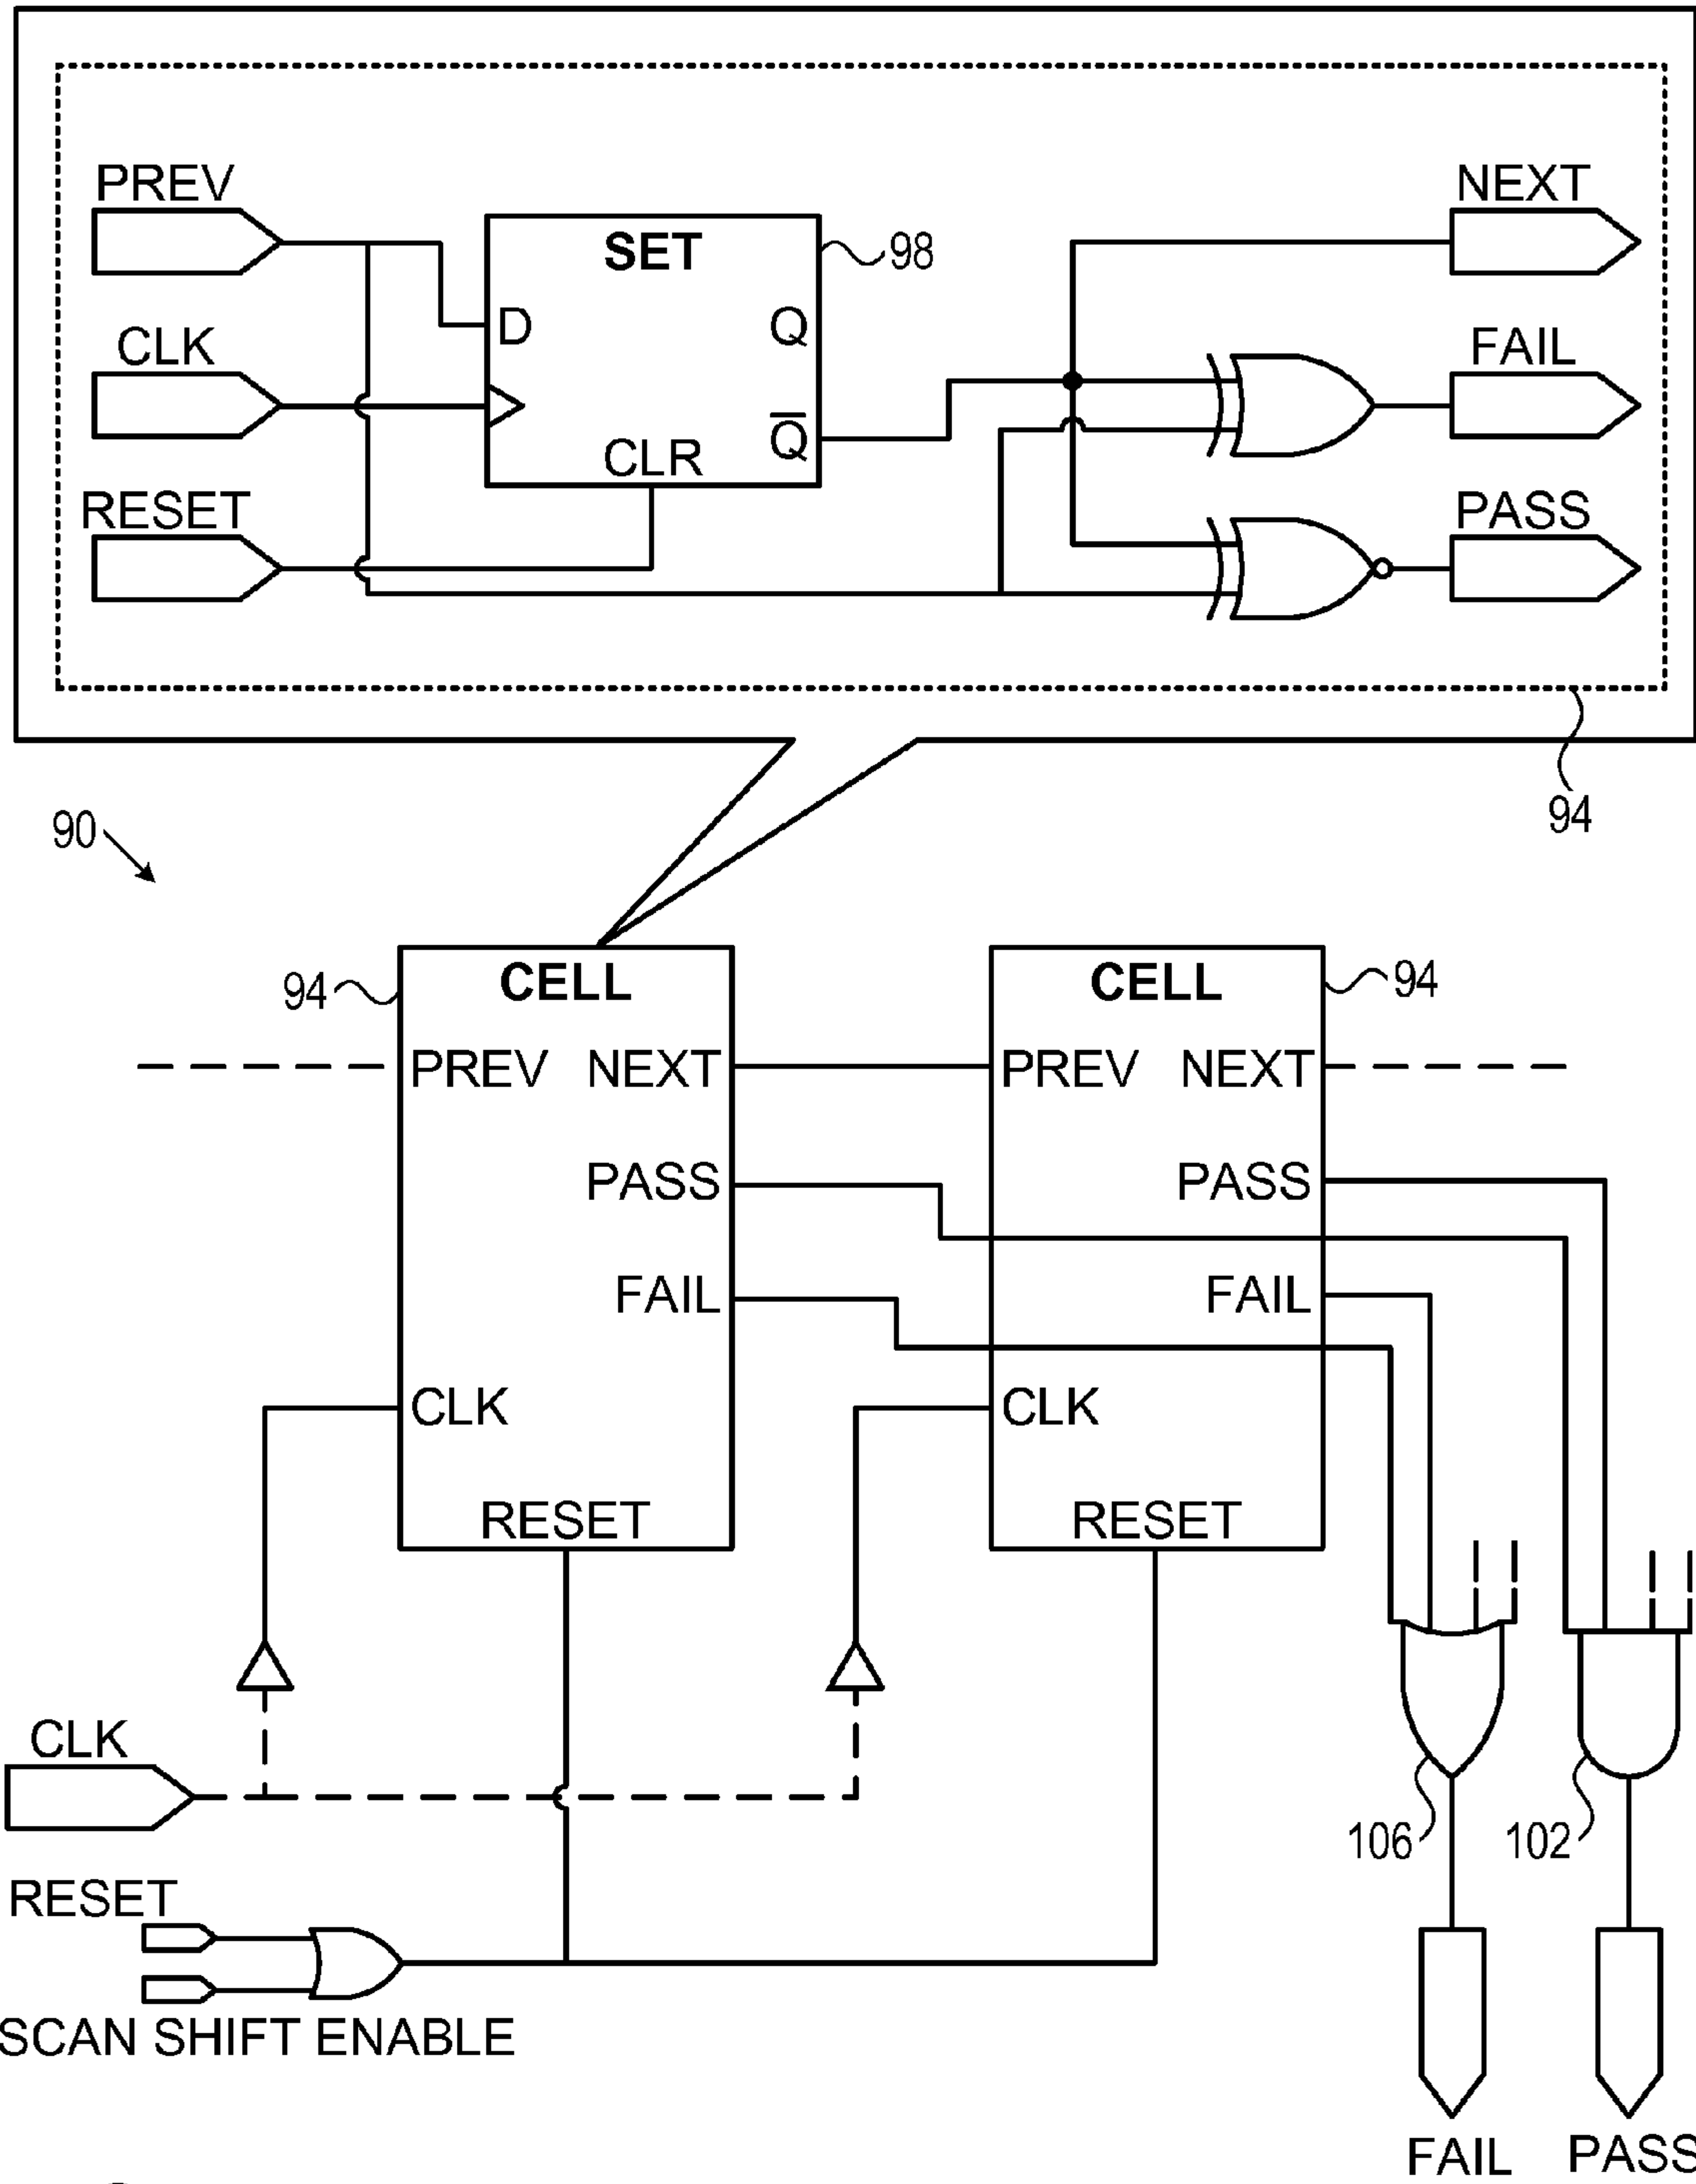 PREV
NEXT
SET
98
D
Q
CLK
FAIL
Q̅
CLR
RESET
PASS
94
90
94
CELL
CELL
94
PREV
NEXT
PREV
NEXT
PASS
PASS
FAIL
FAIL
CLK
CLK
RESET
RESET
CLK
106
102
RESET
SCAN SHIFT ENABLE
FAIL
PASS